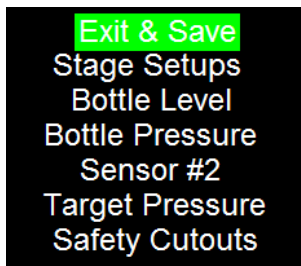 Exit & Save
Stage Setups
Bottle Level
Bottle Pressure
Sensor #2
Target Pressure
Safety Cutouts